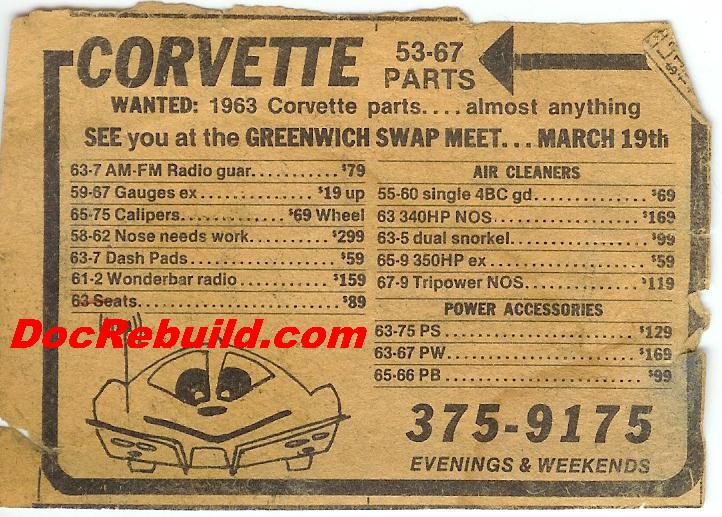 CORVETTE 53-67 PARTS
WANTED: 1963 Corvette parts....almost anything
SEE you at the GREENWICH SWAP MEET...MARCH 19th
63-7 AM-FM Radio guar..........$79
59-67 Gauges ex..............$19 up
65-75 Calipers............$69 Wheel
58-62 Nose needs work.........$299
63-7 Dash Pads................$59
61-2 Wonderbar radio..........$159
63 Seats......................$89
AIR CLEANERS
55-60 single 4BC gd............$69
63 340HP NOS.................$169
63-5 dual snorkel..............$99
65-9 350HP ex..................$59
67-9 Tripower NOS............$119
POWER ACCESSORIES
63-75 PS......................$129
63-67 PW......................$169
65-66 PB.......................$99
DocRebuild.com
375-9175
EVENINGS & WEEKENDS